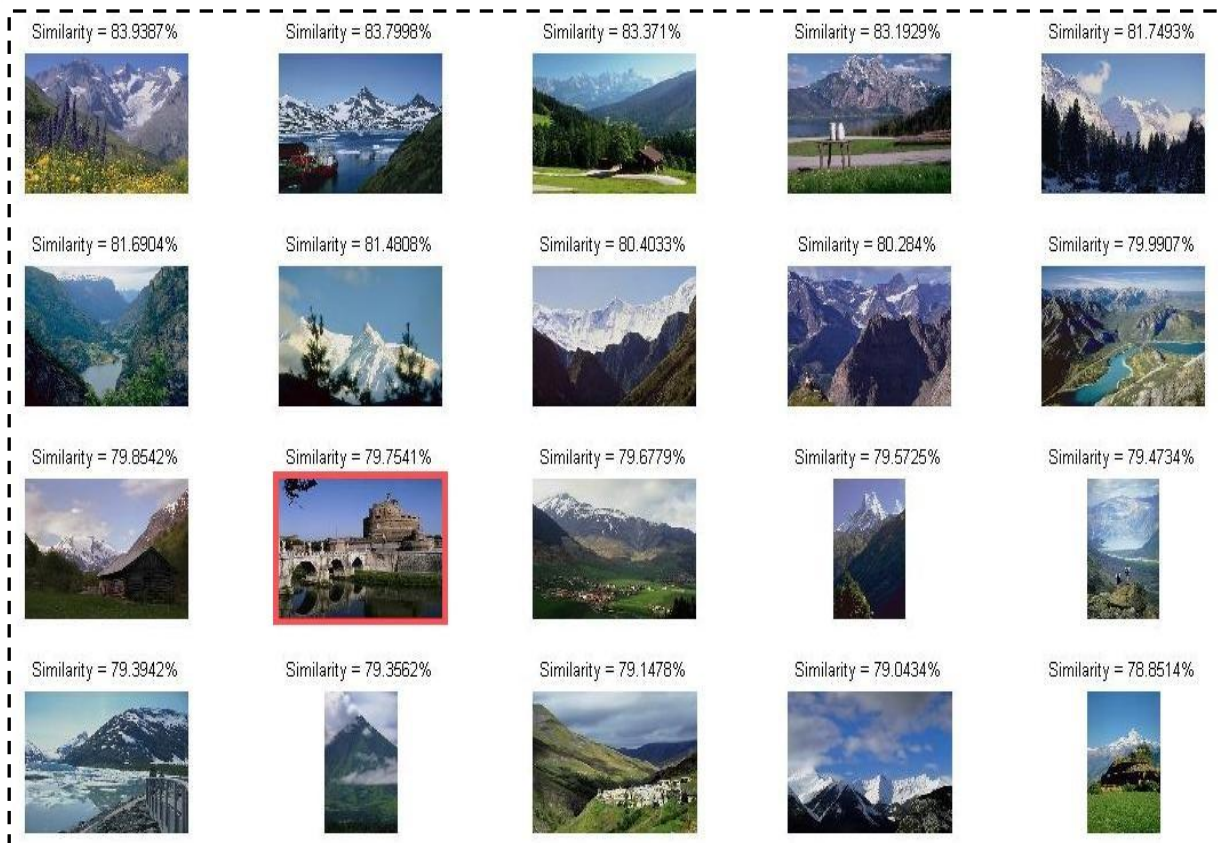 Similarity = 83.9387%
Similarity = 83.7998%
Similarity = 83.371%
Similarity = 83.1929%
Similarity = 81.7493%
Similarity = 81.6904%
Similarity = 81.4808%
Similarity = 80.4033%
Similarity = 80.284%
Similarity = 79.9907%
Similarity = 79.8542%
Similarity = 79.7541%
Similarity = 79.6779%
Similarity = 79.5725%
Similarity = 79.4734%
Similarity = 79.3942%
Similarity = 79.3562%
Similarity = 79.1478%
Similarity = 79.0434%
Similarity = 78.8514%